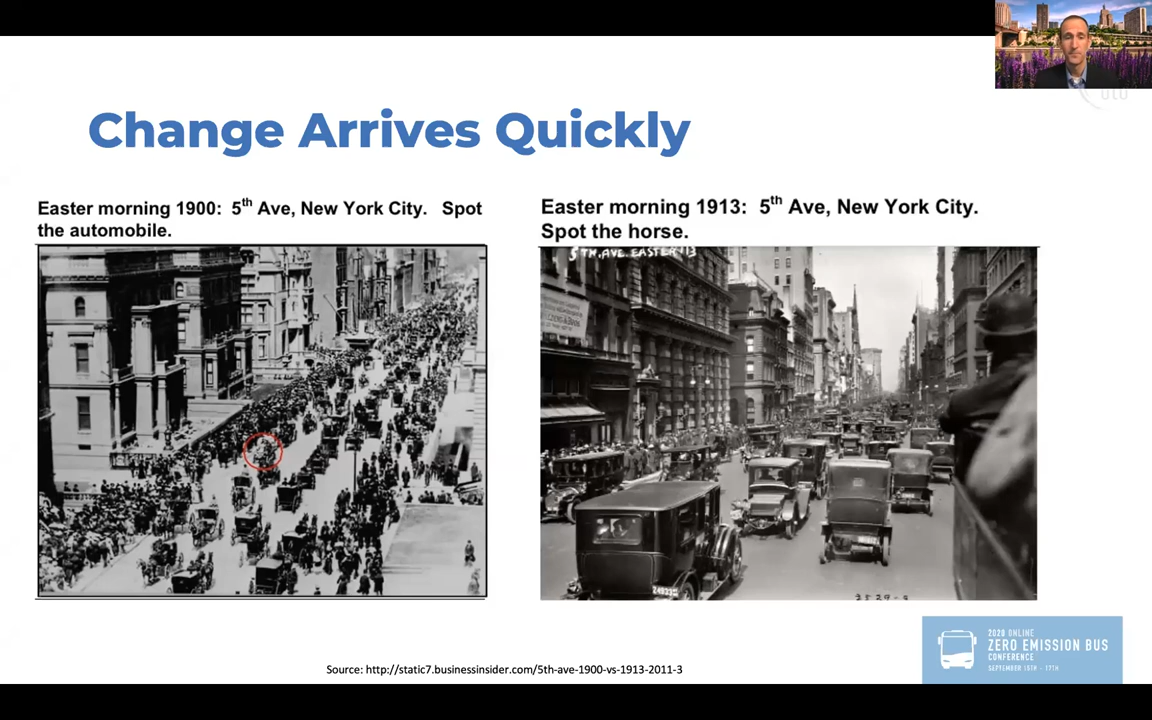 Change Arrives Quickly
Easter morning 1900:  5th Ave, New York City.   Spot
the automobile.
Easter morning 1913:  5th Ave, New York City.
Spot the horse.
5TH. AVE. EASTER '13
2020 ONLINE
ZERO EMISSION BUS
CONFERENCE
SEPTEMBER 15TH - 17TH
Source: http://static7.businessinsider.com/5th-ave-1900-vs-1913-2011-3